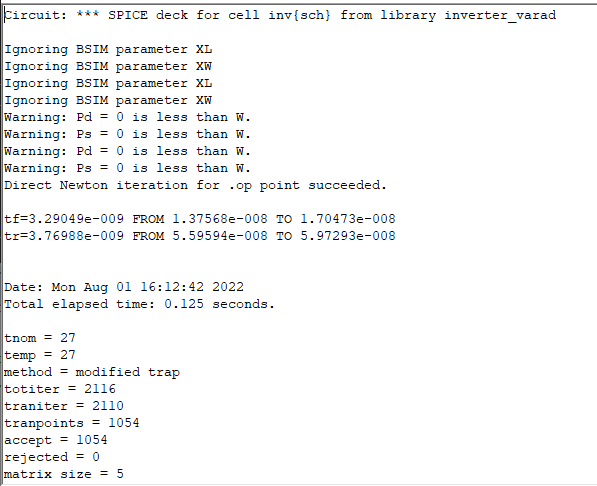 Circuit: *** SPICE deck for cell inv{sch} from library inverter_varad
Ignoring BSIM parameter XL
Ignoring BSIM parameter XW
Ignoring BSIM parameter XL
Ignoring BSIM parameter XW
Warning: Pd = 0 is less than W.
Warning: Ps = 0 is less than W.
Warning: Pd = 0 is less than W.
Warning: Ps = 0 is less than W.
Direct Newton iteration for .op point succeeded.
tf=3.29049e-009 FROM 1.37568e-008 TO 1.70473e-008
tr=3.76988e-009 FROM 5.59594e-008 TO 5.97293e-008
Date: Mon Aug 01 16:12:42 2022
Total elapsed time: 0.125 seconds.
tnom = 27
temp = 27
method = modified trap
totiter = 2116
traniter = 2110
tranpoints = 1054
accept = 1054
rejected = 0
matrix size = 5